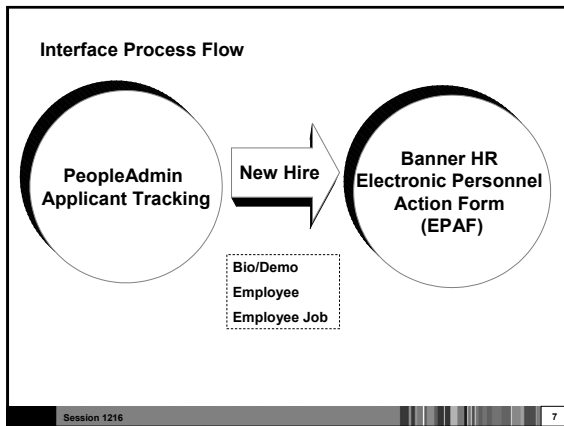 Interface Process Flow
PeopleAdmin
Applicant Tracking
New Hire
Banner HR
Electronic Personnel
Action Form
(EPAF)
Bio/Demo
Employee
Employee Job
Session 1216
7